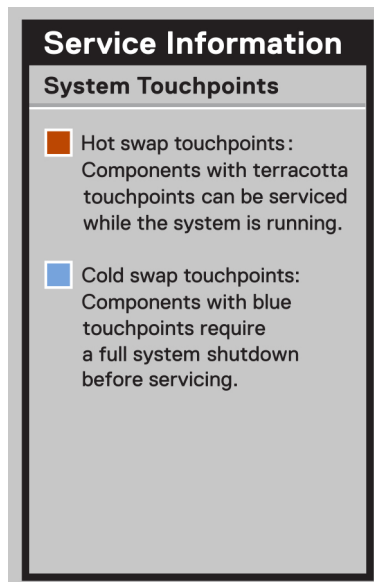 Service Information
System Touchpoints
Hot swap touchpoints:
Components with terracotta
touchpoints can be serviced
while the system is running.
Cold swap touchpoints:
Components with blue
touchpoints require
a full system shutdown
before servicing.